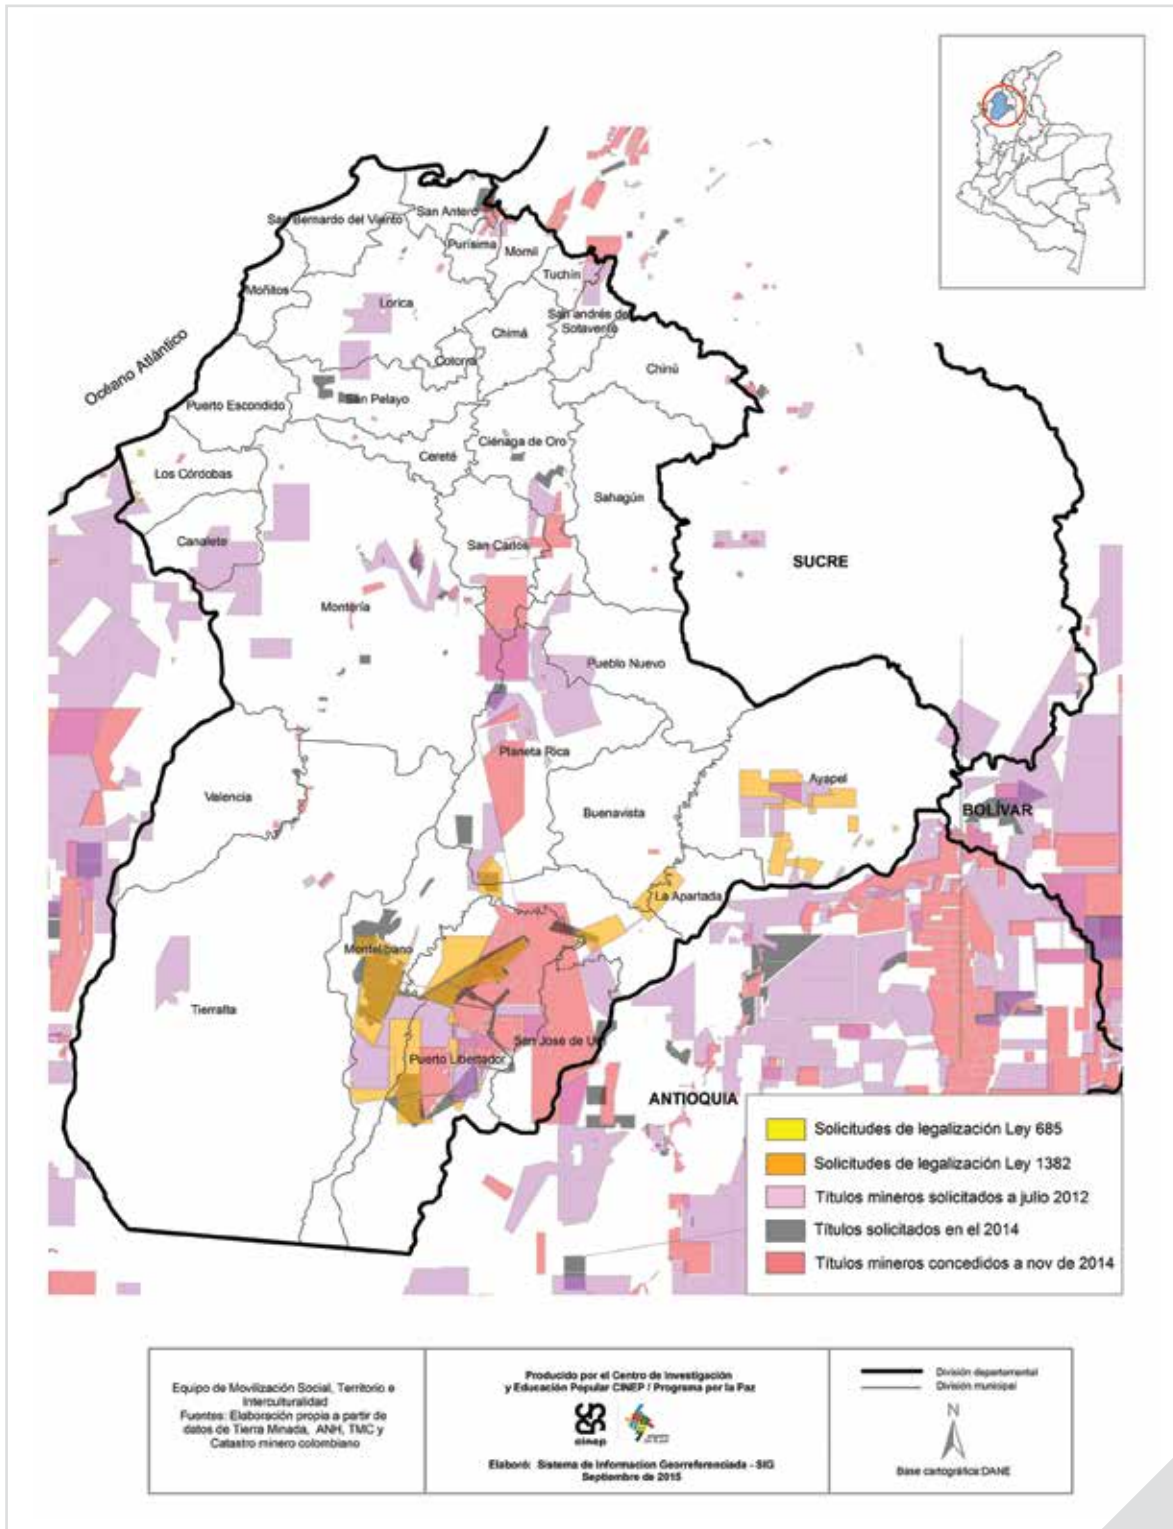 San Bernardo del Viento
San Antero
Purísima
Momil
Tuchín
Moñitos
Lorica
San andrés de
Sotavento
Chimá
Cotorra
Chinú
Océano Atlántico
San Pelayo
Puerto Escondido
Ciénaga de Oro
Cereté
Los Córdobas
Sahagún
Canalete
San Carlos
SUCRE
Montería
Pueblo Nuevo
Planeta Rica
Ayapel
Valencia
Buenavista
BOLÍVAR
La Apartada
Montelibano
Tierralta
San José de U
Puerto Libertador
ANTIOQUIA
Solicitudes de legalización Ley 685
Solicitudes de legalización Ley 1382
Títulos mineros solicitados a julio 2012
Títulos solicitados en el 2014
Títulos mineros concedidos a nov de 2014
Equipo de Movilización Social, Territorio e
Interculturalidad
Fuentes: Elaboración propia a partir de
datos de Tierra Minada, ANH, TMC y
Catastro minero colombiano
Producido por el Centro de Investigación
y Educación Popular CINEP / Programa por la Paz
cinep
Elaboró: Sistema de Informacion Georreferenciada - SIG
Septiembre de 2015
División departamental
División municipal
N
Base cartográfica:DANE